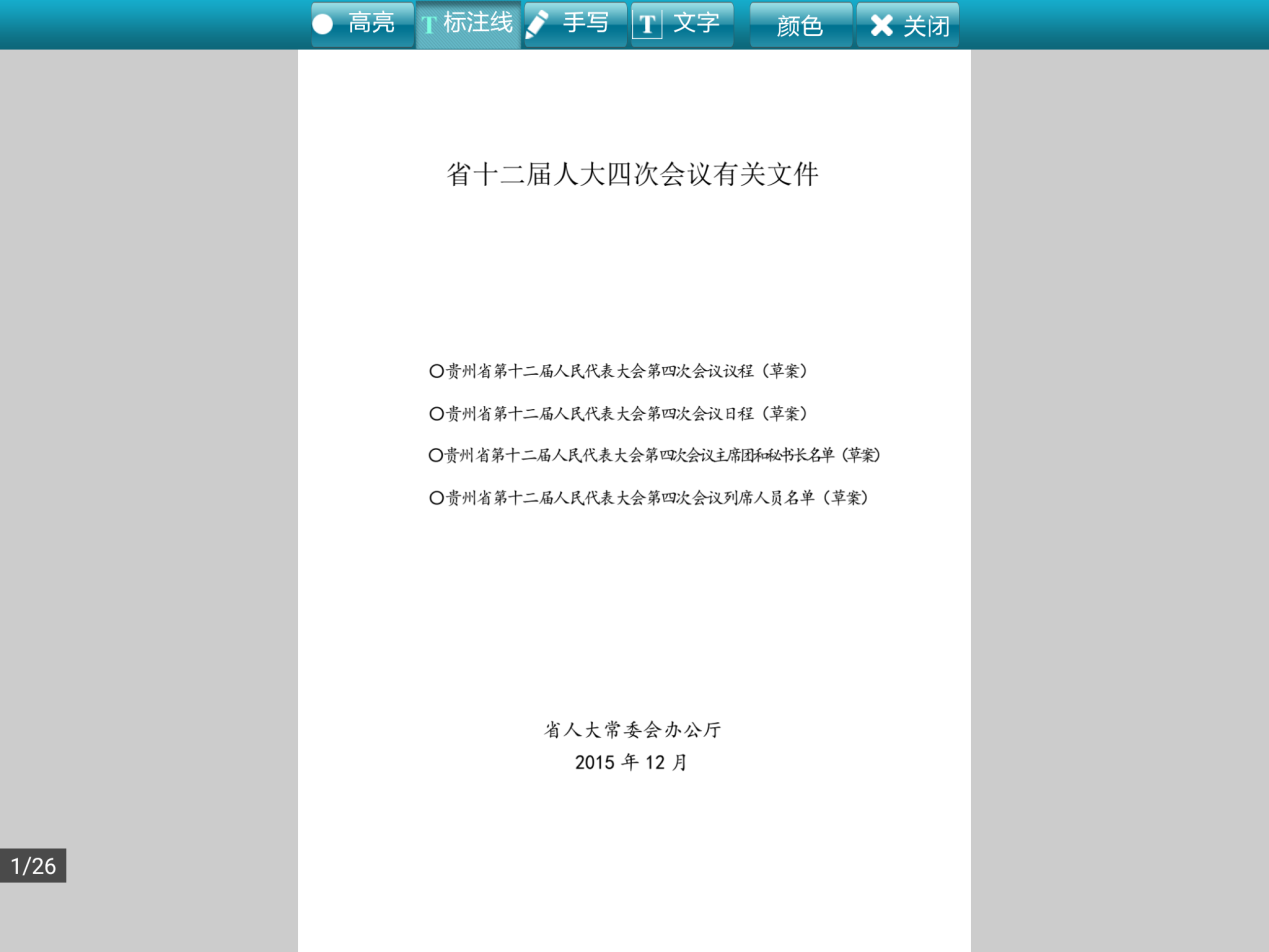 高亮 T 标注线 手写 T 文字 颜色 关闭
省十二届人大四次会议有关文件
〇贵州省第十二届人民代表大会第四次会议议程（草案）
〇贵州省第十二届人民代表大会第四次会议日程（草案）
〇贵州省第十二届人民代表大会第四次会议主席团和秘书长名单（草案）
〇贵州省第十二届人民代表大会第四次会议列席人员名单（草案）
省人大常委会办公厅
2015 年 12 月
1/26